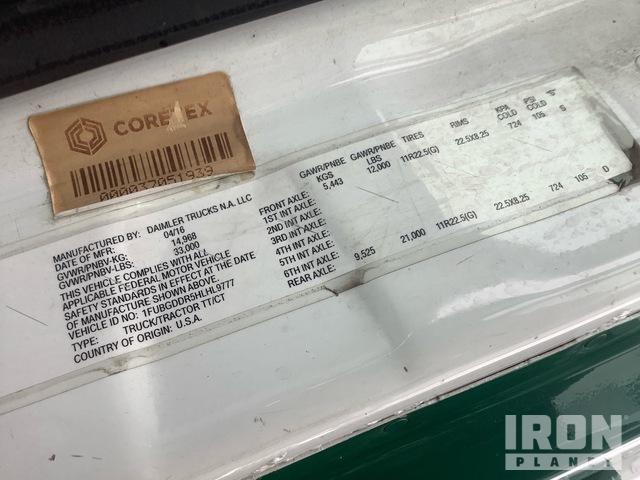 CORETEX
000037051939
MANUFACTURED BY: DAIMLER TRUCKS N.A. LLC
DATE OF MFR: 04/16
GVWR/PNBV-KG: 14,968
GVWR/PNBV-LBS: 33,000
THIS VEHICLE COMPLIES WITH ALL
APPLICABLE FEDERAL MOTOR VEHICLE
SAFETY STANDARDS IN EFFECT AT THE DATE
OF MANUFACTURE SHOWN ABOVE.
VEHICLE ID NO.: 1FUBGDDR5HLHL9777
TYPE: TRUCK/TRACTOR,TT/CT
COUNTRY OF ORIGIN: U.S.A.
GAWR/PNBE GAWR/PNBE TIRES RIMS KPA PSI "S"
KGS LBS COLD COLD
FRONT AXLE: 5,443 12,000 11R22.5(G) 22.5X8.25 724 105 S
1ST INT AXLE:
2ND INT AXLE:
3RD INT AXLE:
4TH INT AXLE:
5TH INT AXLE:
6TH INT AXLE:
REAR AXLE: 9,525 21,000 11R22.5(G) 22.5X8.25 724 105 D
IRON
PLANET